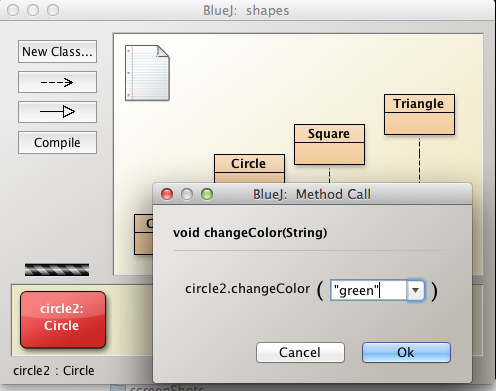 BlueJ: shapes
New Class...
Compile
Triangle
Square
Circle
C
BlueJ: Method Call
void changeColor(String)
circle2.changeColor ( "green" )
Cancel
Ok
circle2:
Circle
circle2 : Circle
screenShots